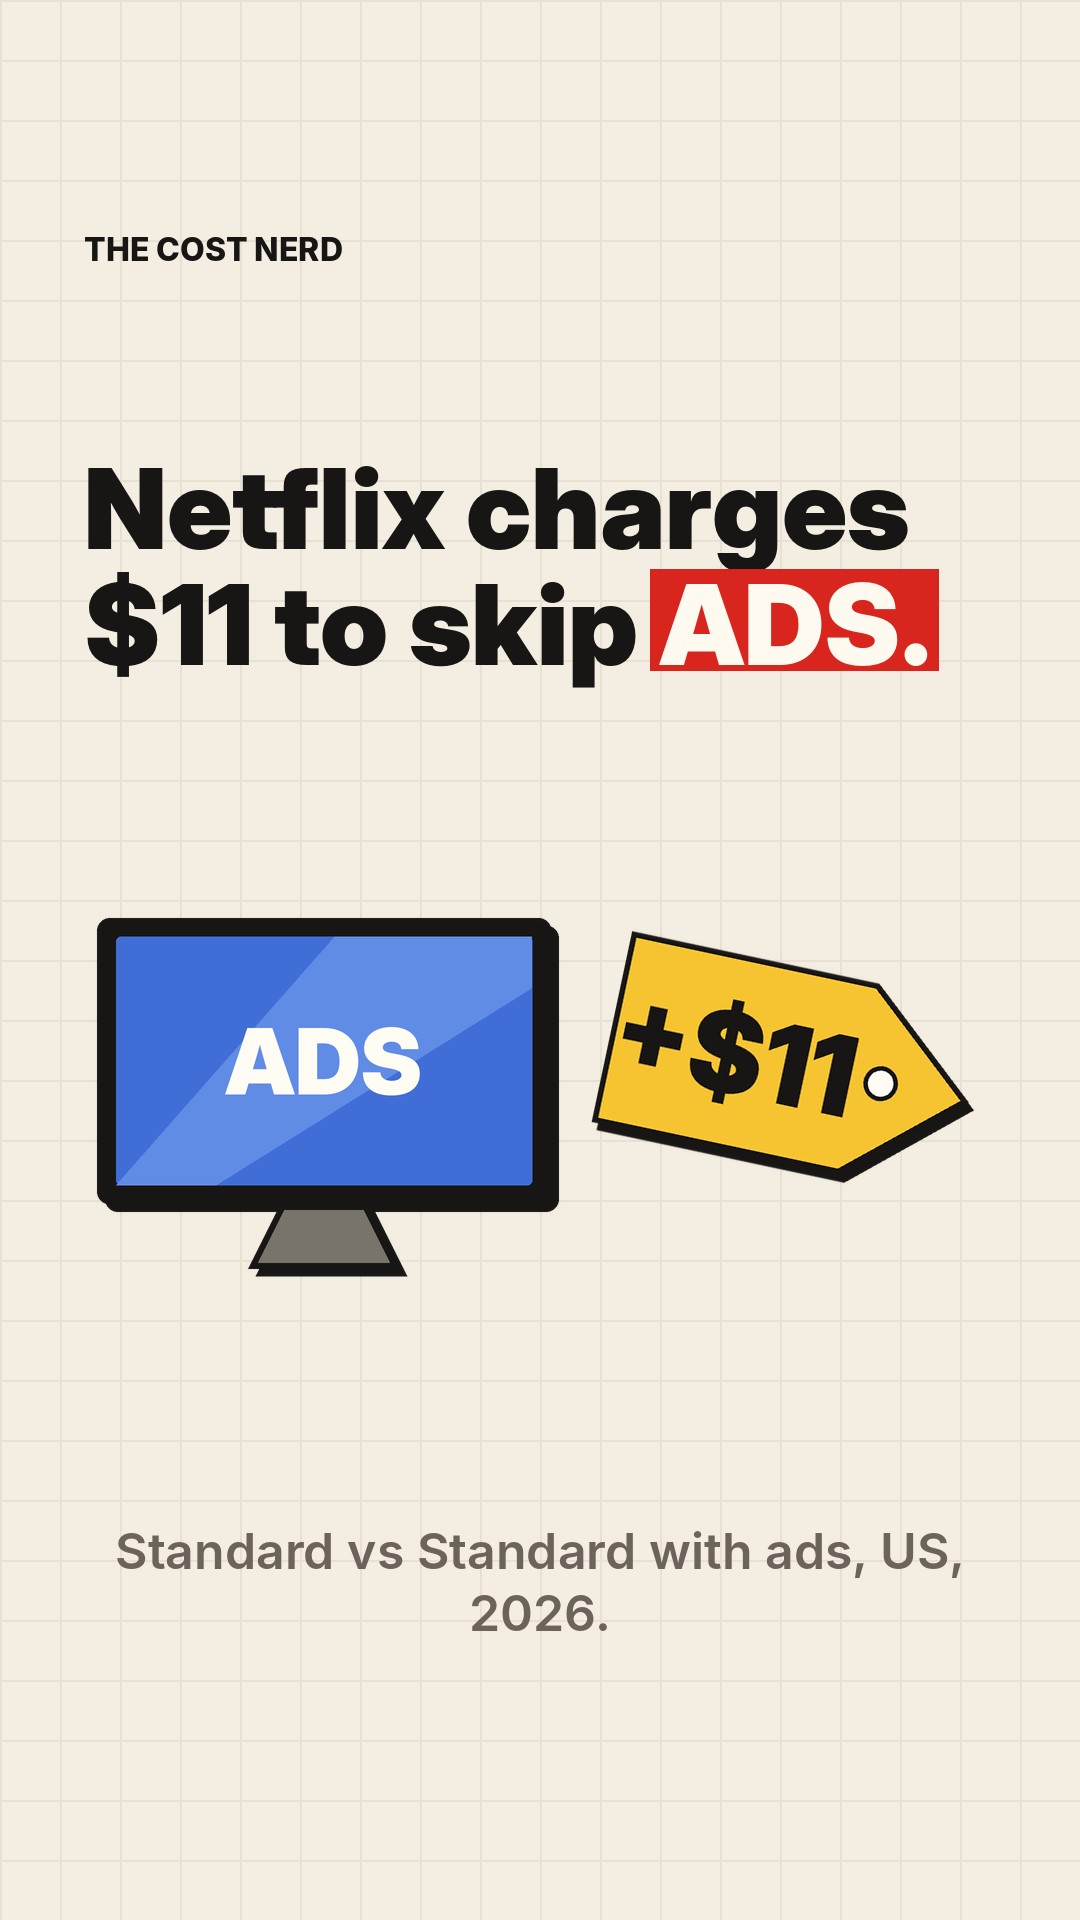 THE COST NERD
Netflix charges
$11 to skip ADS.
ADS
+$11
Standard vs Standard with ads, US,
2026.